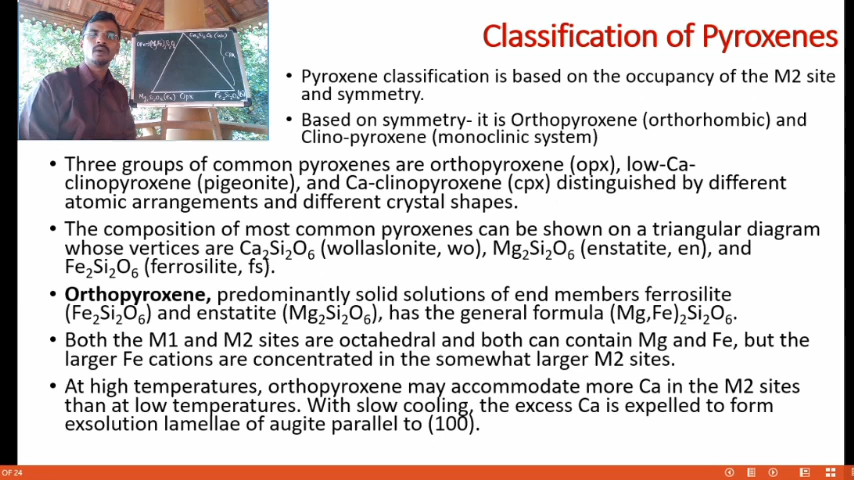 Classification of Pyroxenes
• Pyroxene classification is based on the occupancy of the M2 site
and symmetry.
• Based on symmetry- it is Orthopyroxene (orthorhombic) and
Clino-pyroxene (monoclinic system)
• Three groups of common pyroxenes are orthopyroxene (opx), low-Ca-
clinopyroxene (pigeonite), and Ca-clinopyroxene (cpx) distinguished by different
atomic arrangements and different crystal shapes.
• The composition of most common pyroxenes can be shown on a triangular diagram
whose vertices are Ca₂Si₂O₆ (wollaslonite, wo), Mg₂Si₂O₆ (enstatite, en), and
Fe₂Si₂O₆ (ferrosilite, fs).
• Orthopyroxene, predominantly solid solutions of end members ferrosilite
(Fe₂Si₂O₆) and enstatite (Mg₂Si₂O₆), has the general formula (Mg,Fe)₂Si₂O₆.
• Both the M1 and M2 sites are octahedral and both can contain Mg and Fe, but the
larger Fe cations are concentrated in the somewhat larger M2 sites.
• At high temperatures, orthopyroxene may accommodate more Ca in the M2 sites
than at low temperatures. With slow cooling, the excess Ca is expelled to form
exsolution lamellae of augite parallel to (100).
OF 24